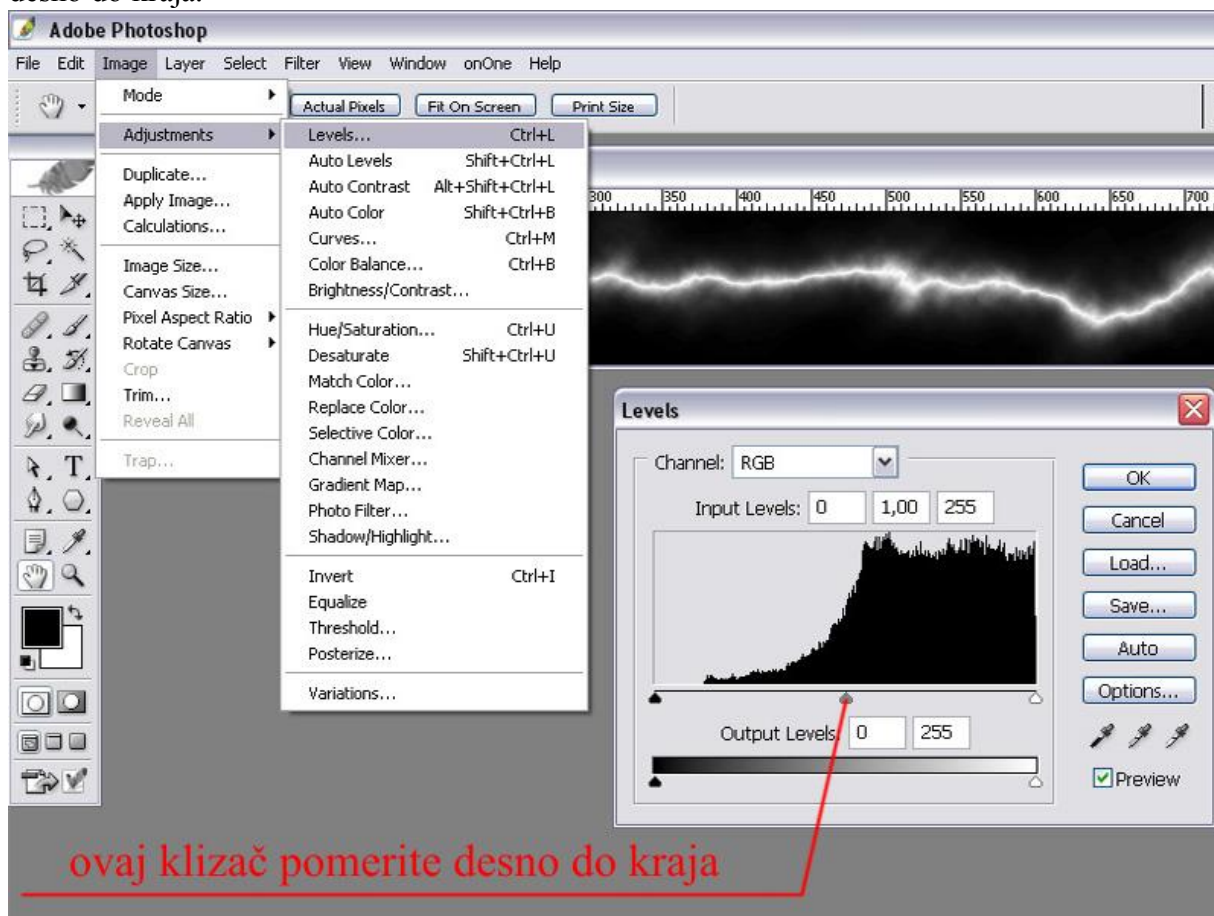 desno do kraja.
Adobe Photoshop
File Edit Image Layer Select Filter View Window onOne Help
Actual Pixels Fit On Screen Print Size
Mode
Adjustments
Duplicate...
Apply Image...
Calculations...
Image Size...
Canvas Size...
Pixel Aspect Ratio
Rotate Canvas
Crop
Trim...
Reveal All
Trap...
Levels... Ctrl+L
Auto Levels Shift+Ctrl+L
Auto Contrast Alt+Shift+Ctrl+L
Auto Color Shift+Ctrl+B
Curves... Ctrl+M
Color Balance... Ctrl+B
Brightness/Contrast...
Hue/Saturation... Ctrl+U
Desaturate Shift+Ctrl+U
Match Color...
Replace Color...
Selective Color...
Channel Mixer...
Gradient Map...
Photo Filter...
Shadow/Highlight...
Invert Ctrl+I
Equalize
Threshold...
Posterize...
Variations...
300 350 400 450 500 550 600 650 700
Levels
Channel: RGB
Input Levels: 0 1,00 255
Output Levels: 0 255
OK
Cancel
Load...
Save...
Auto
Options...
Preview
ovaj klizač pomerite desno do kraja